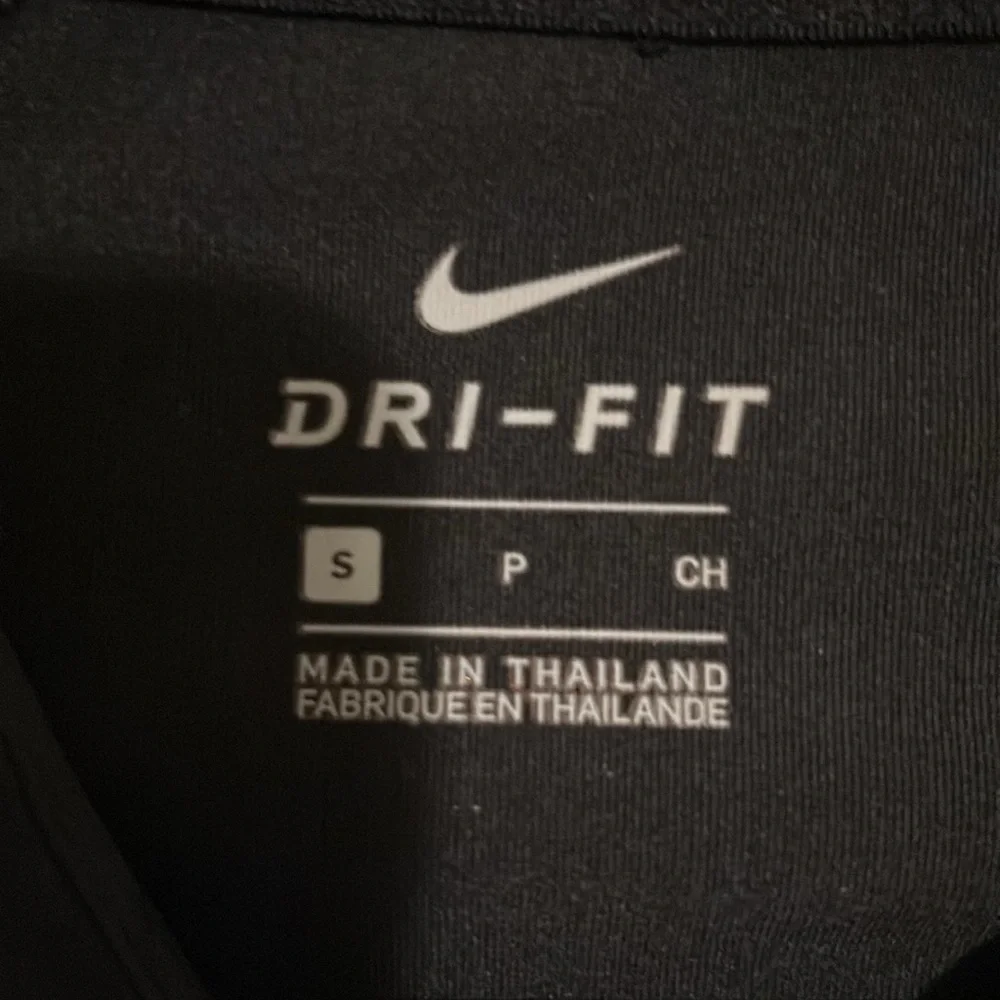 DRI-FIT
S P CH
MADE IN THAILAND
FABRIQUE EN THAILANDE